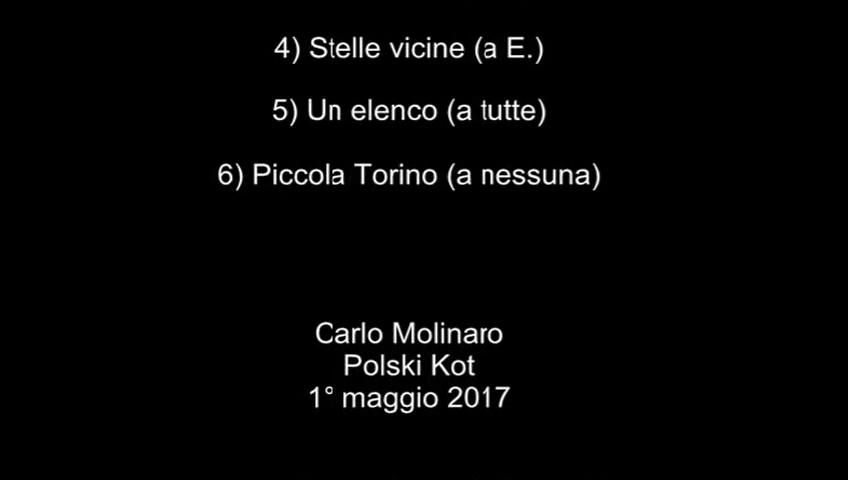 4) Stelle vicine (a E.)
5) Un elenco (a tutte)
6) Piccola Torino (a nessuna)
Carlo Molinaro
Polski Kot
1° maggio 2017